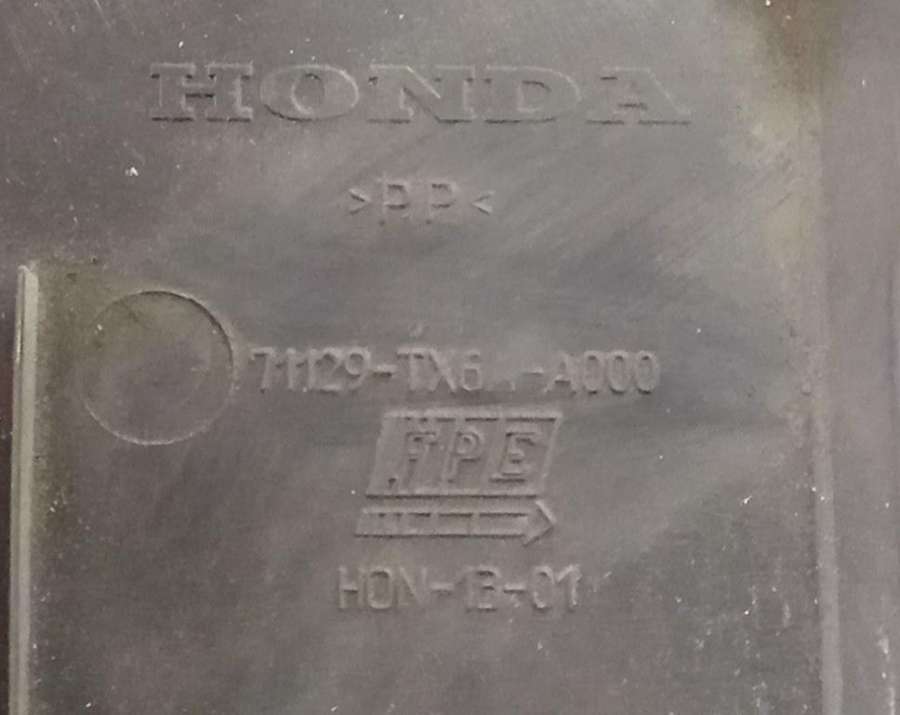 HONDA
>PP<
71129-TX6 -A000
FPE
HON-13-01